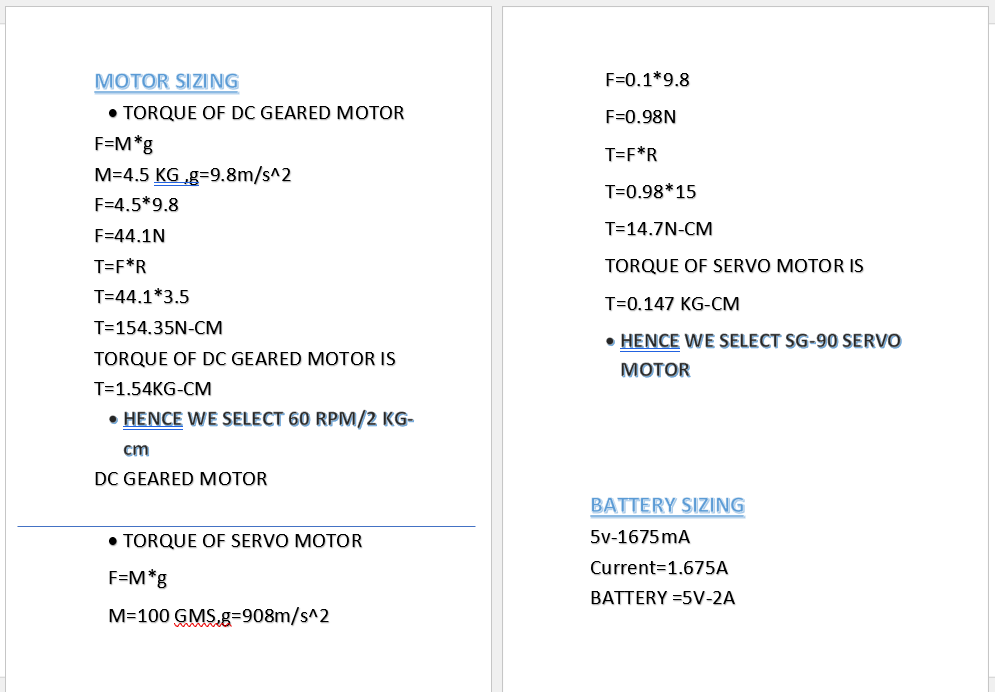 MOTOR SIZING
• TORQUE OF DC GEARED MOTOR
F=M*g
M=4.5 KG ,g=9.8m/s^2
F=4.5*9.8
F=44.1N
T=F*R
T=44.1*3.5
T=154.35N-CM
TORQUE OF DC GEARED MOTOR IS
T=1.54KG-CM
• HENCE WE SELECT 60 RPM/2 KG-
cm
DC GEARED MOTOR
• TORQUE OF SERVO MOTOR
F=M*g
M=100 GMS,g=908m/s^2
F=0.1*9.8
F=0.98N
T=F*R
T=0.98*15
T=14.7N-CM
TORQUE OF SERVO MOTOR IS
T=0.147 KG-CM
• HENCE WE SELECT SG-90 SERVO
MOTOR
BATTERY SIZING
5v-1675mA
Current=1.675A
BATTERY =5V-2A